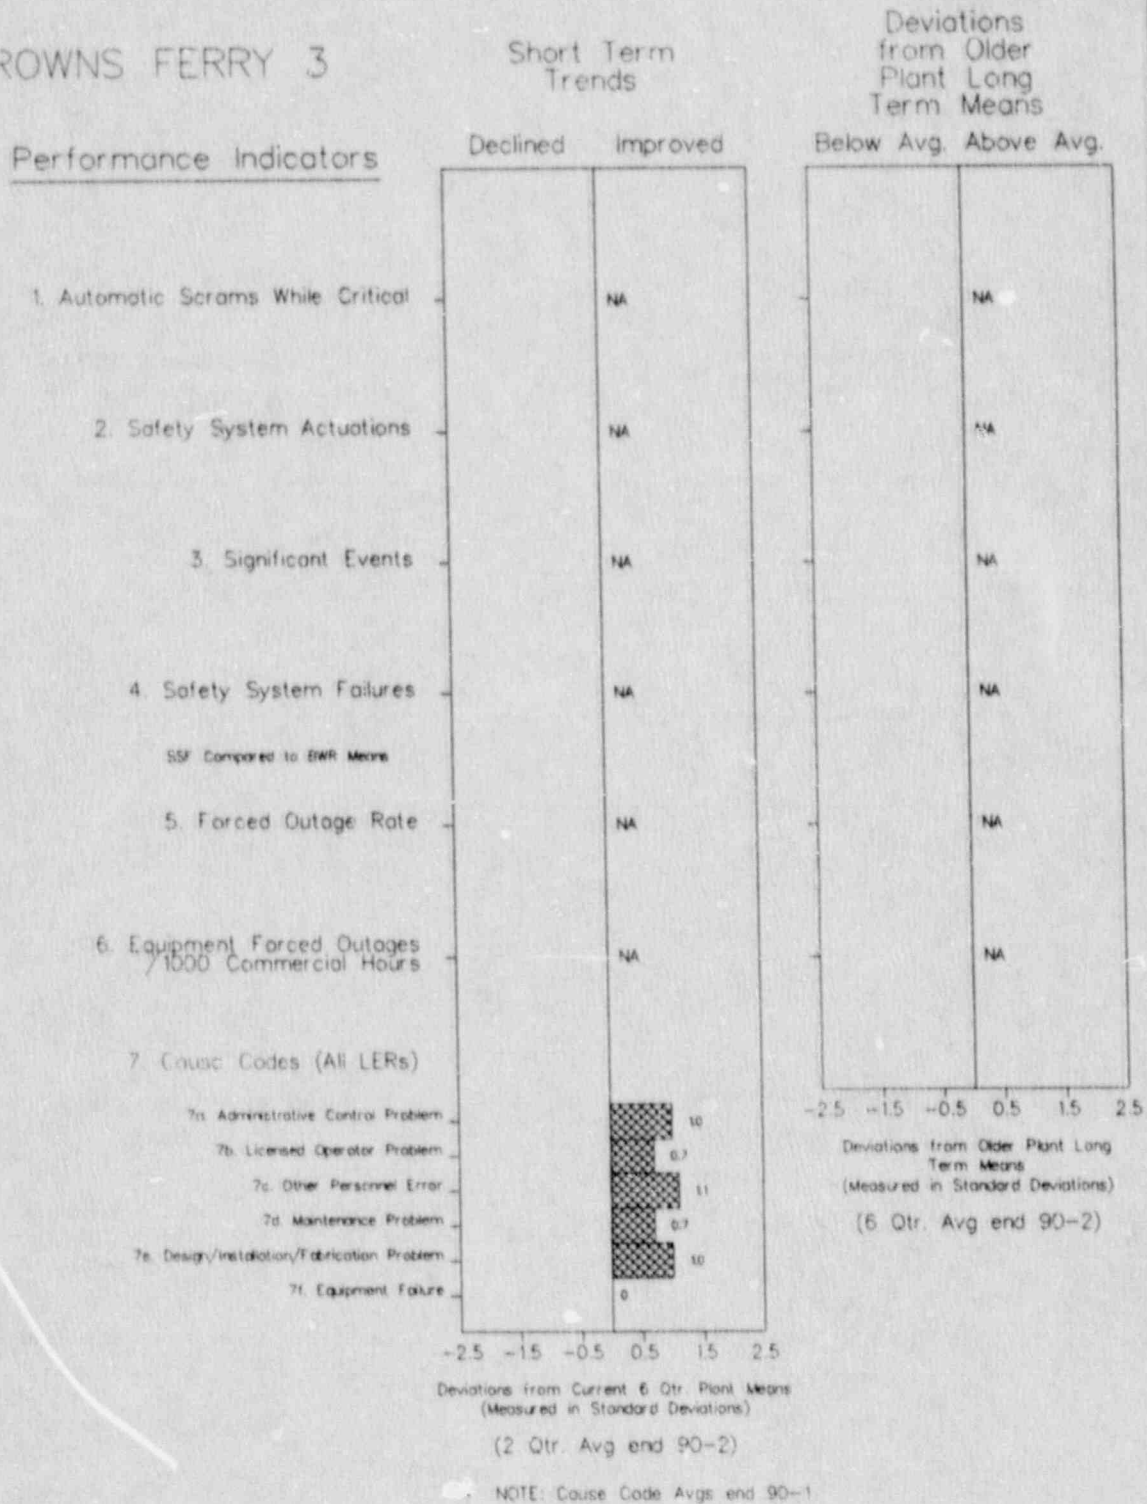 ROWNS FERRY 3
Short Term
Trends
Deviations
from Older
Plant Long
Term Means
Performance Indicators
Declined Improved
Below Avg. Above Avg.
1. Automatic Scrams While Critical NA NA
2. Safety System Actuations NA NA
3. Significant Events NA NA
4. Safety System Failures NA NA
SSF Compared to BWR Means
5. Forced Outage Rate NA NA
6. Equipment Forced Outages
/1000 Commercial Hours NA NA
7. Cause Codes (All LERs)
7a. Administrative Control Problem 1.0
7b. Licensed Operator Problem 0.7
7c. Other Personnel Error 1.1
7d. Maintenance Problem 0.7
7e. Design/Installation/Fabrication Problem 1.0
7f. Equipment Failure 0
-2.5 -1.5 -0.5 0.5 1.5 2.5
Deviations from Current 6 Qtr. Plant Means
(Measured in Standard Deviations)
(2 Qtr. Avg end 90-2)
NOTE: Cause Code Avgs end 90-1
-2.5 -1.5 -0.5 0.5 1.5 2.5
Deviations from Older Plant Long
Term Means
(Measured in Standard Deviations)
(6 Qtr. Avg end 90-2)